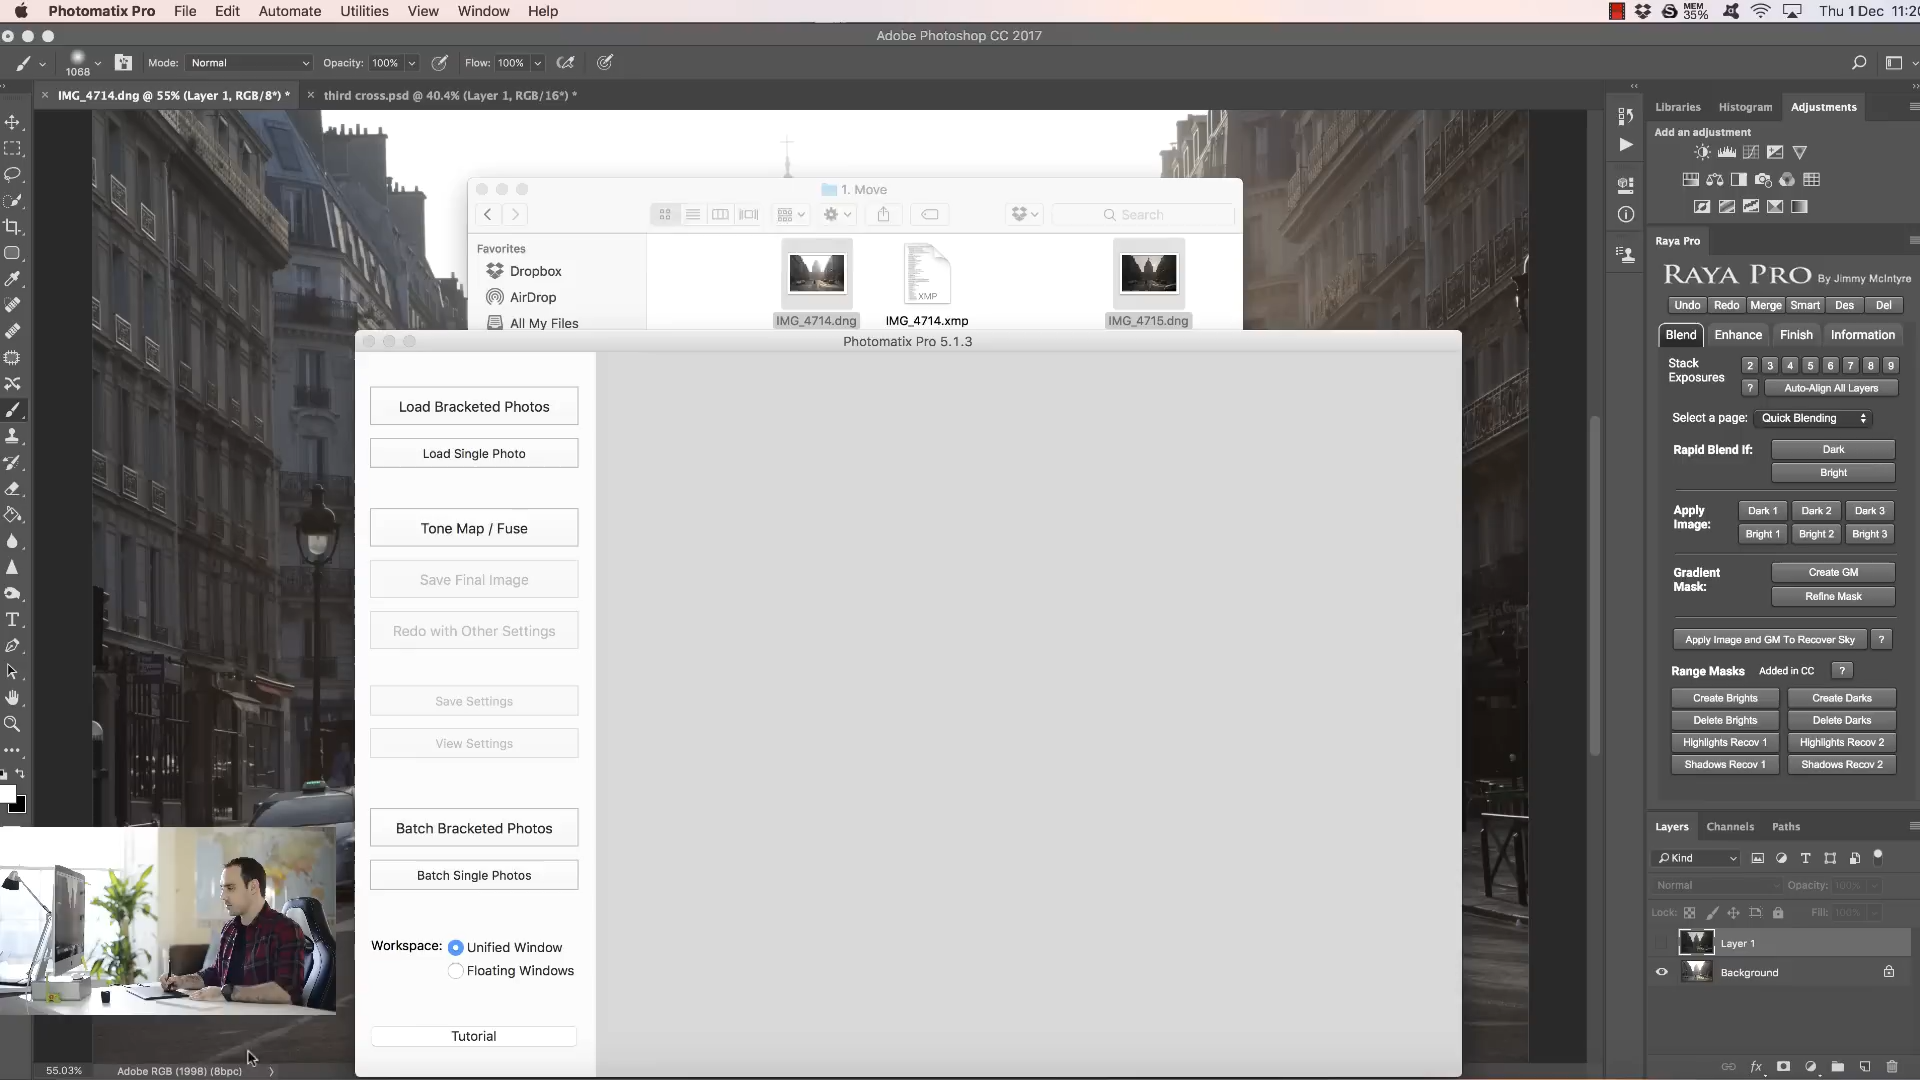 Photomatix Pro File Edit Automate Utilities View Window Help MEM 35% Thu 1 Dec 11:20
Adobe Photoshop CC 2017
1068 Mode: Normal Opacity: 100% Flow: 100%
IMG_4714.dng @ 55% (Layer 1, RGB/8*) * third cross.psd @ 40.4% (Layer 1, RGB/16*) *
1. Move
Search
Favorites
Dropbox
AirDrop
All My Files
XMP
IMG_4714.dng IMG_4714.xmp IMG_4715.dng
Photomatix Pro 5.1.3
Load Bracketed Photos
Load Single Photo
Tone Map / Fuse
Save Final Image
Redo with Other Settings
Save Settings
View Settings
Batch Bracketed Photos
Batch Single Photos
Workspace: Unified Window
Floating Windows
Tutorial
55.03% Adobe RGB (1998) (8bpc)
Libraries Histogram Adjustments
Add an adjustment
Raya Pro
RAYA PRO By Jimmy McIntyre
Undo Redo Merge Smart Des Del
Blend Enhance Finish Information
Stack Exposures 2 3 4 5 6 7 8 9
? Auto-Align All Layers
Select a page: Quick Blending
Rapid Blend If: Dark
Bright
Apply Image: Dark 1 Dark 2 Dark 3
Bright 1 Bright 2 Bright 3
Gradient Mask: Create GM
Refine Mask
Apply Image and GM To Recover Sky ?
Range Masks Added in CC ?
Create Brights Create Darks
Delete Brights Delete Darks
Highlights Recov 1 Highlights Recov 2
Shadows Recov 1 Shadows Recov 2
Layers Channels Paths
Kind
Normal Opacity: 100%
Lock: Fill: 100%
Layer 1
Background
fx